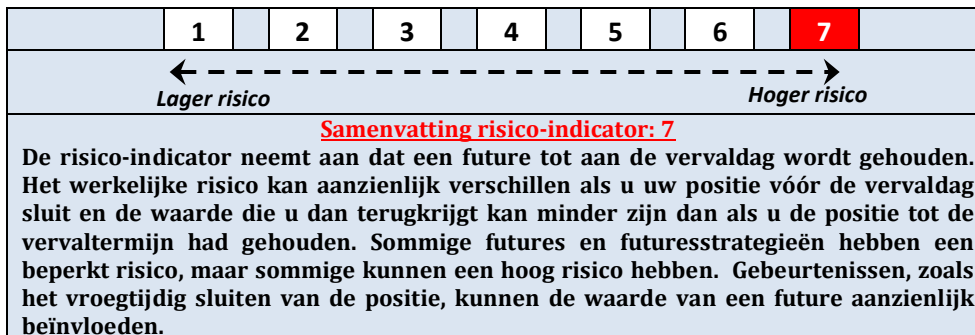 1 2 3 4 5 6 7
Lager risico Hoger risico
Samenvatting risico-indicator: 7
De risico-indicator neemt aan dat een future tot aan de vervaldag wordt gehouden.
Het werkelijke risico kan aanzienlijk verschillen als u uw positie vóór de vervaldag
sluit en de waarde die u dan terugkrijgt kan minder zijn dan als u de positie tot de
vervaltermijn had gehouden. Sommige futures en futuresstrategieën hebben een
beperkt risico, maar sommige kunnen een hoog risico hebben. Gebeurtenissen, zoals
het vroegtijdig sluiten van de positie, kunnen de waarde van een future aanzienlijk
beïnvloeden.